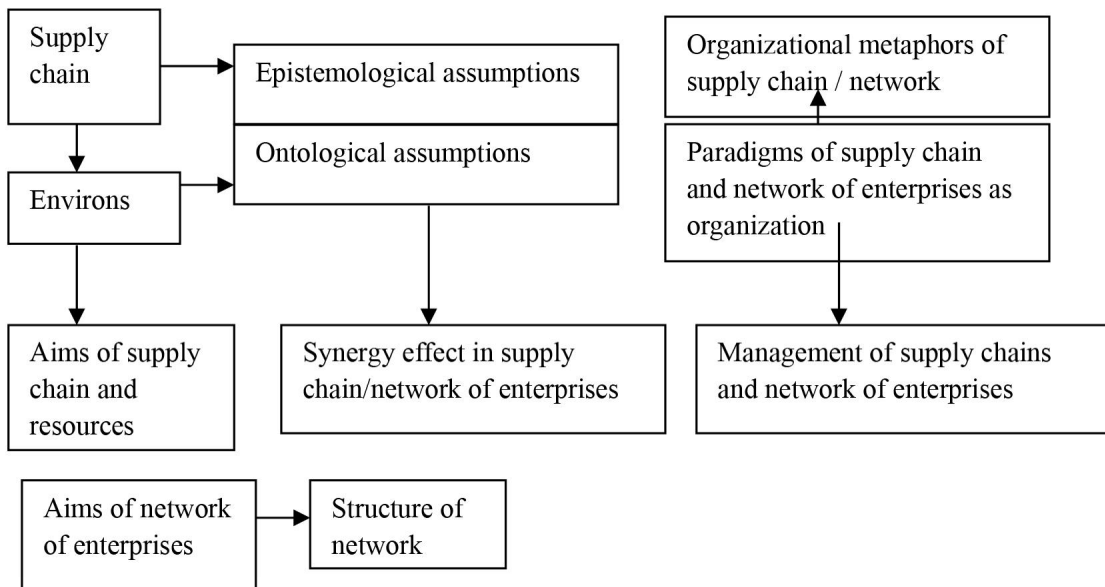 Supply
chain
Epistemological assumptions
Organizational metaphors of
supply chain / network
Ontological assumptions
Paradigms of supply chain
and network of enterprises as
organization
Environs
Aims of supply
chain and
resources
Synergy effect in supply
chain/network of enterprises
Management of supply chains
and network of enterprises
Aims of network
of enterprises
Structure of
network